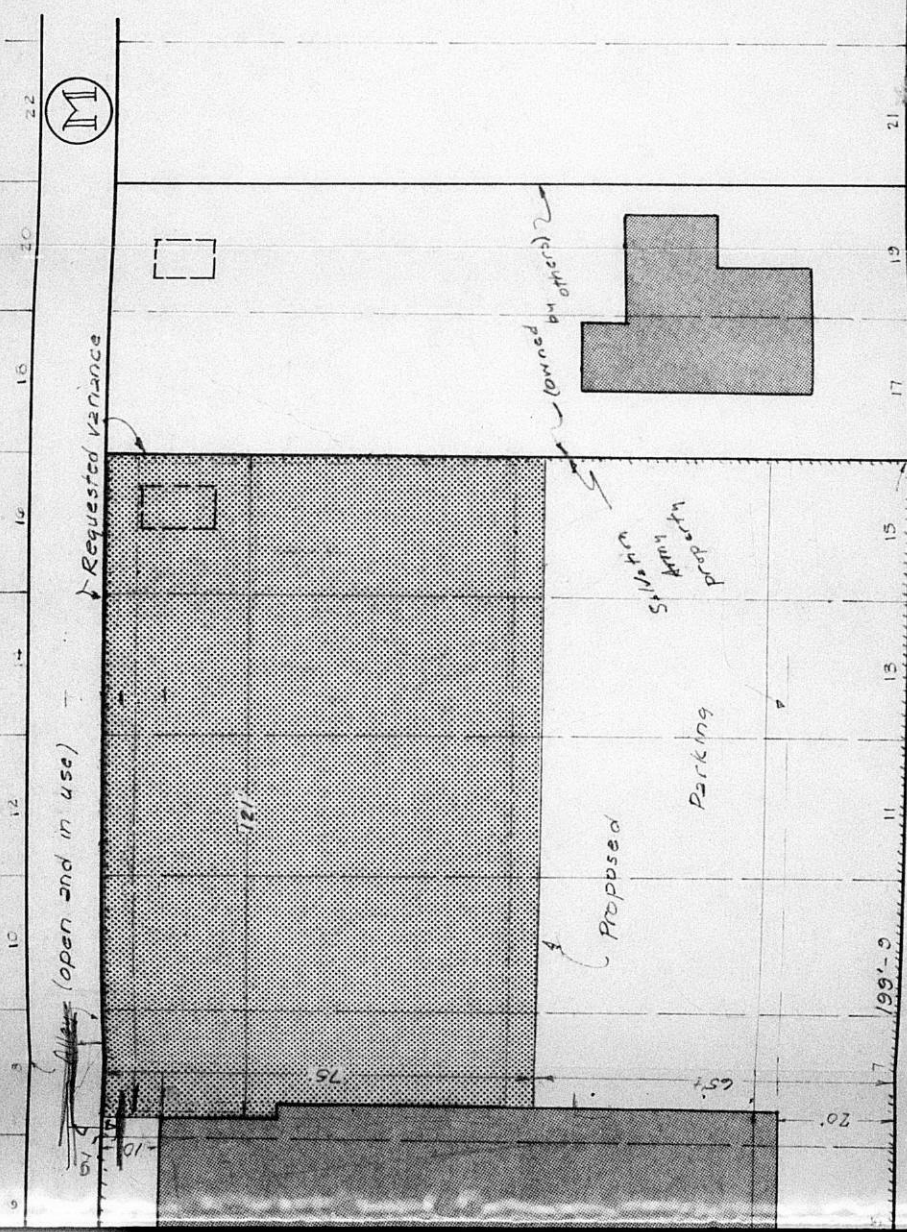 22
20
18
16
14
12
10
8
6
M
Requested variance
Alley (open and in use)
(owned by others)
Salvation
Army
property
Proposed
Parking
121'
75'
65'±
20'
10'
199'-9
21
19
17
15
13
11
7